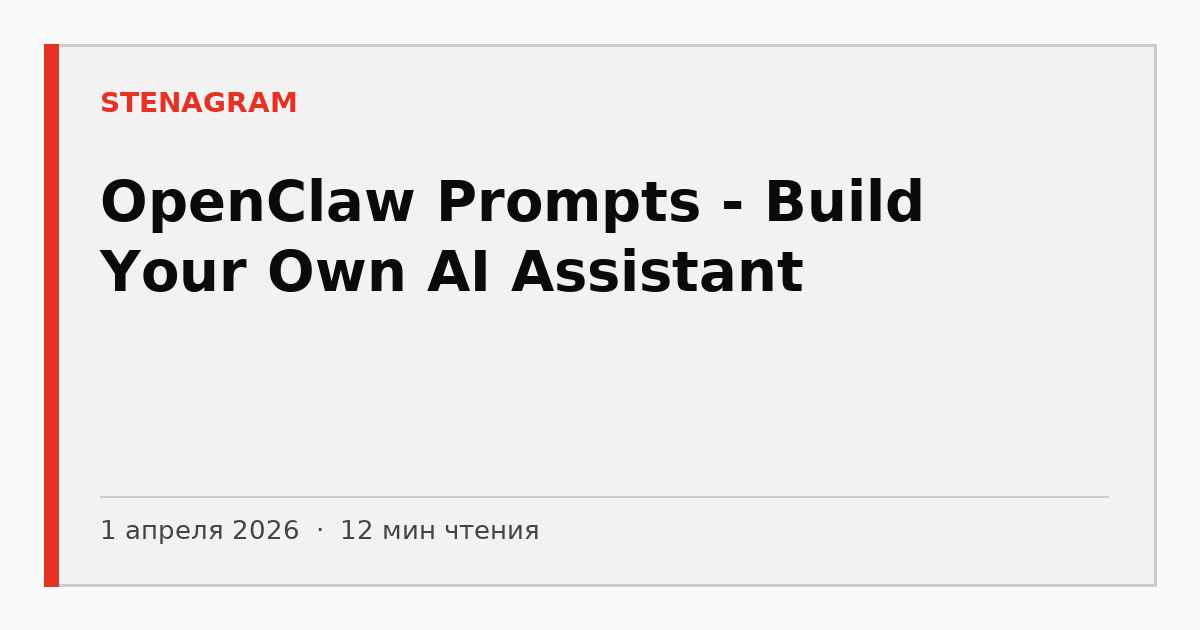 STENAGRAM
OpenClaw Prompts - Build
Your Own AI Assistant
1 апреля 2026 · 12 мин чтения